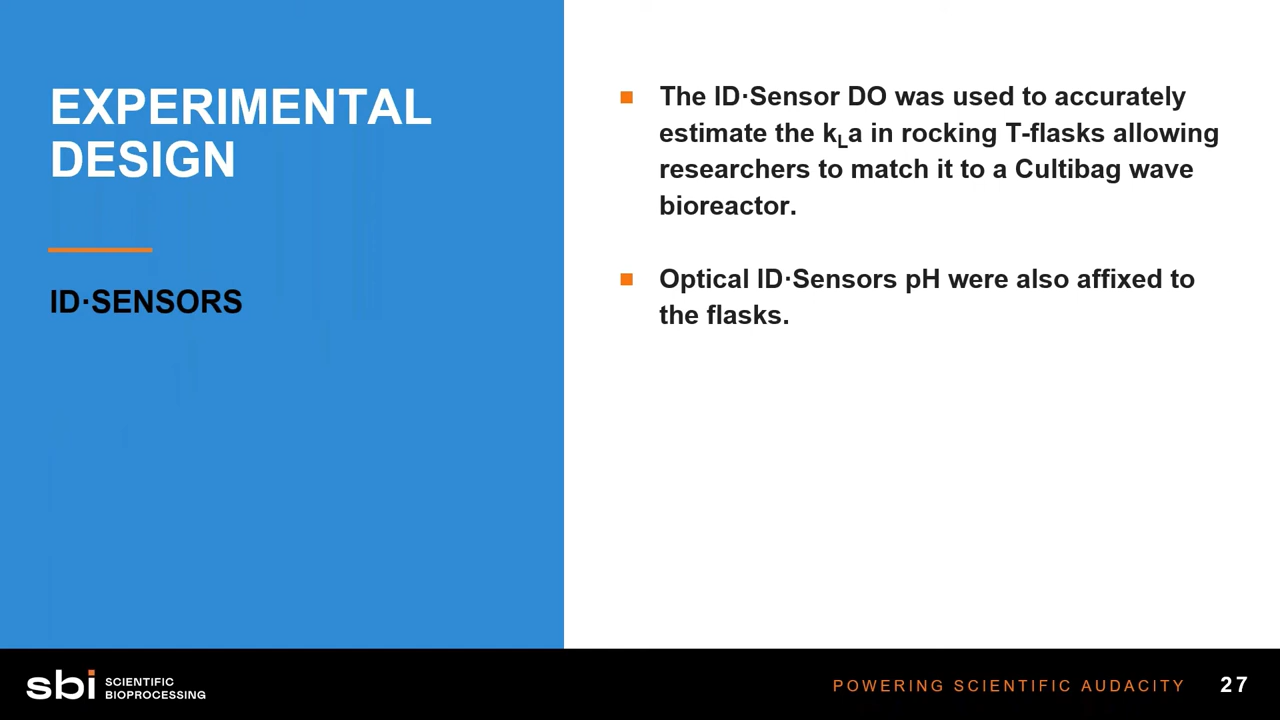 EXPERIMENTAL
DESIGN
ID·SENSORS
■ The ID·Sensor DO was used to accurately
estimate the kLa in rocking T-flasks allowing
researchers to match it to a Cultibag wave
bioreactor.
■ Optical ID·Sensors pH were also affixed to
the flasks.
sbi SCIENTIFIC
BIOPROCESSING
POWERING SCIENTIFIC AUDACITY 27